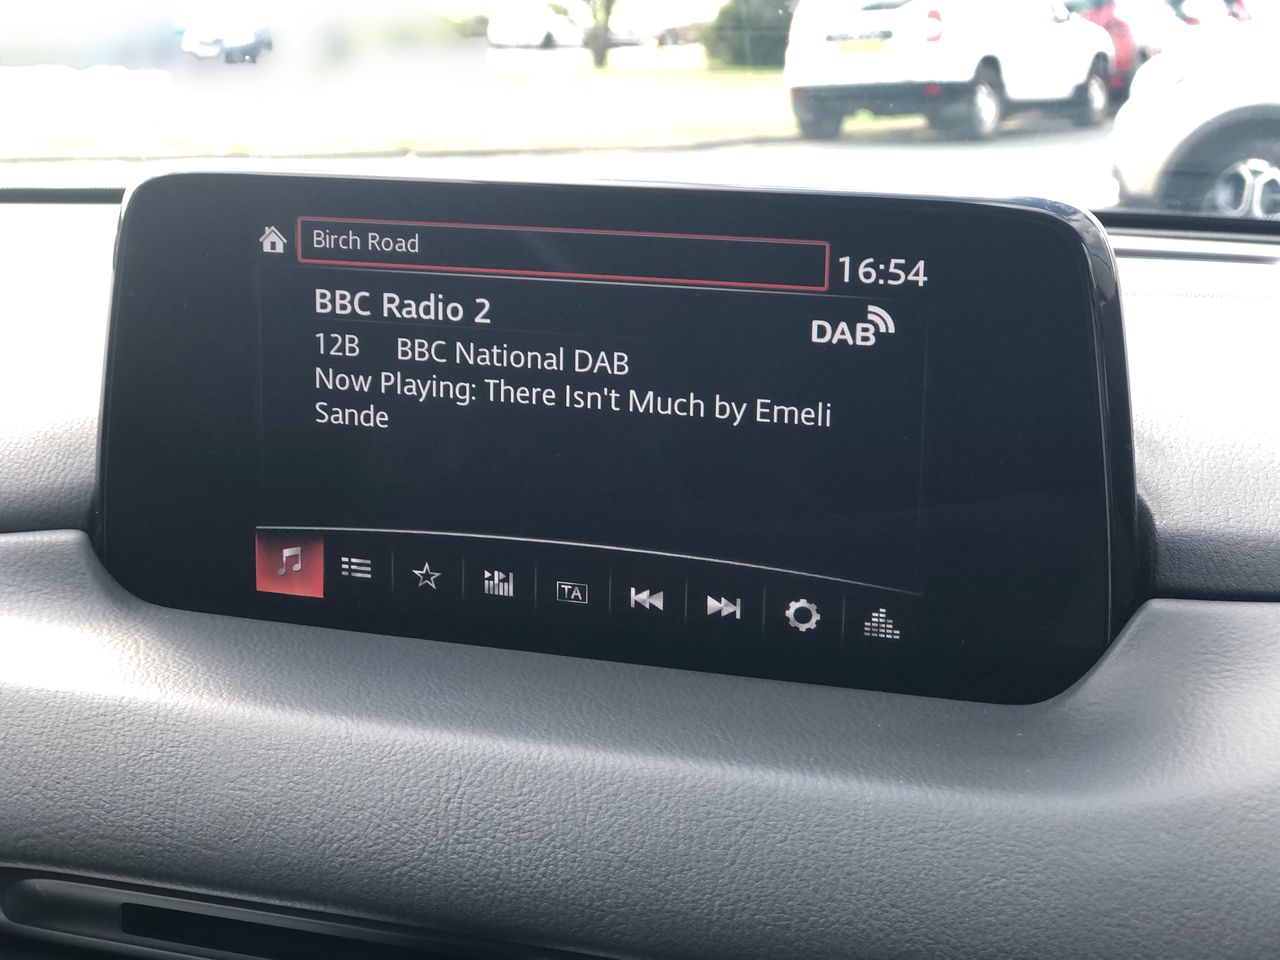 Birch Road
16:54
BBC Radio 2
DAB
12B BBC National DAB
Now Playing: There Isn't Much by Emeli
Sande
TA